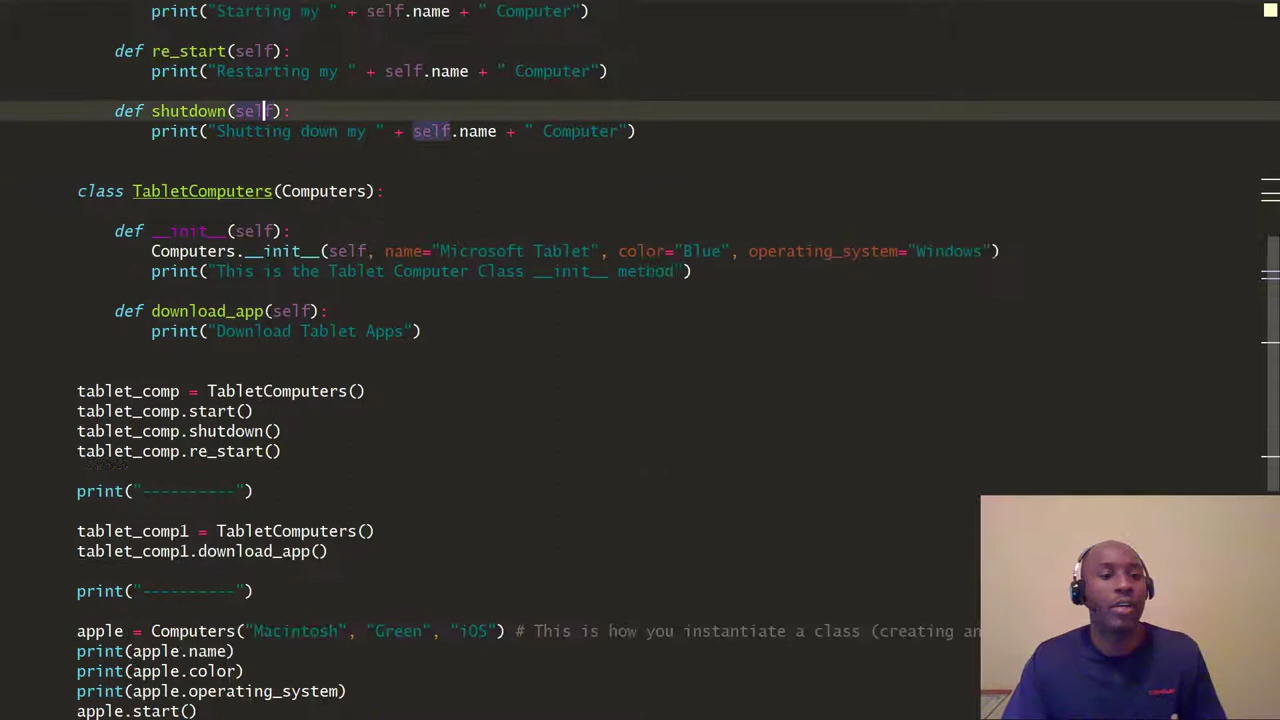 print("Starting my " + self.name + " Computer")
def re_start(self):
print("Restarting my " + self.name + " Computer")
def shutdown(self):
print("Shutting down my " + self.name + " Computer")
class TabletComputers(Computers):
def __init__(self):
Computers.__init__(self, name="Microsoft Tablet", color="Blue", operating_system="Windows")
print("This is the Tablet Computer Class __init__ method")
def download_app(self):
print("Download Tablet Apps")
tablet_comp = TabletComputers()
tablet_comp.start()
tablet_comp.shutdown()
tablet_comp.re_start()
print("----------")
tablet_comp1 = TabletComputers()
tablet_comp1.download_app()
print("----------")
apple = Computers("Macintosh", "Green", "iOS") # This is how you instantiate a class (creating an
print(apple.name)
print(apple.color)
print(apple.operating_system)
apple.start()